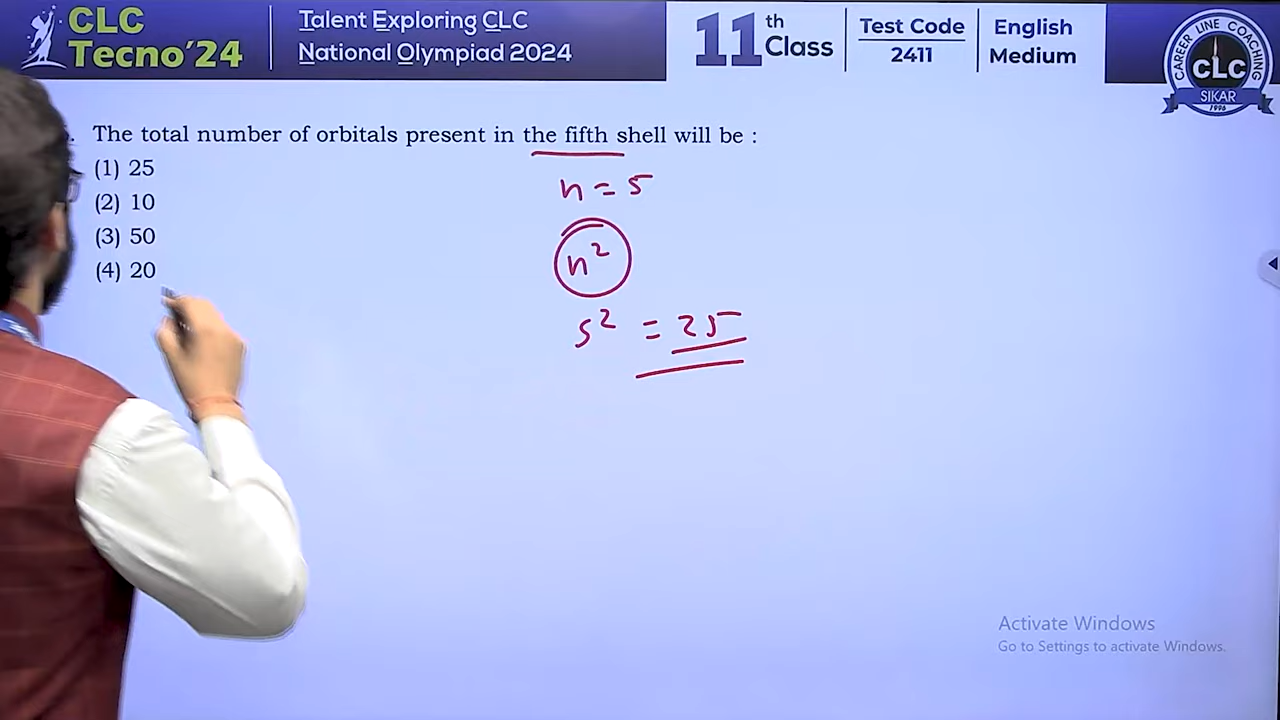 CLC
Tecno'24
Talent Exploring CLC
National Olympiad 2024
11th Class
Test Code
2411
English
Medium
CAREER LINE COACHING
CLC
SIKAR
1996
The total number of orbitals present in the fifth shell will be :
(1) 25
(2) 10
(3) 50
(4) 20
n = 5
n²
5² = 25
Activate Windows
Go to Settings to activate Windows.